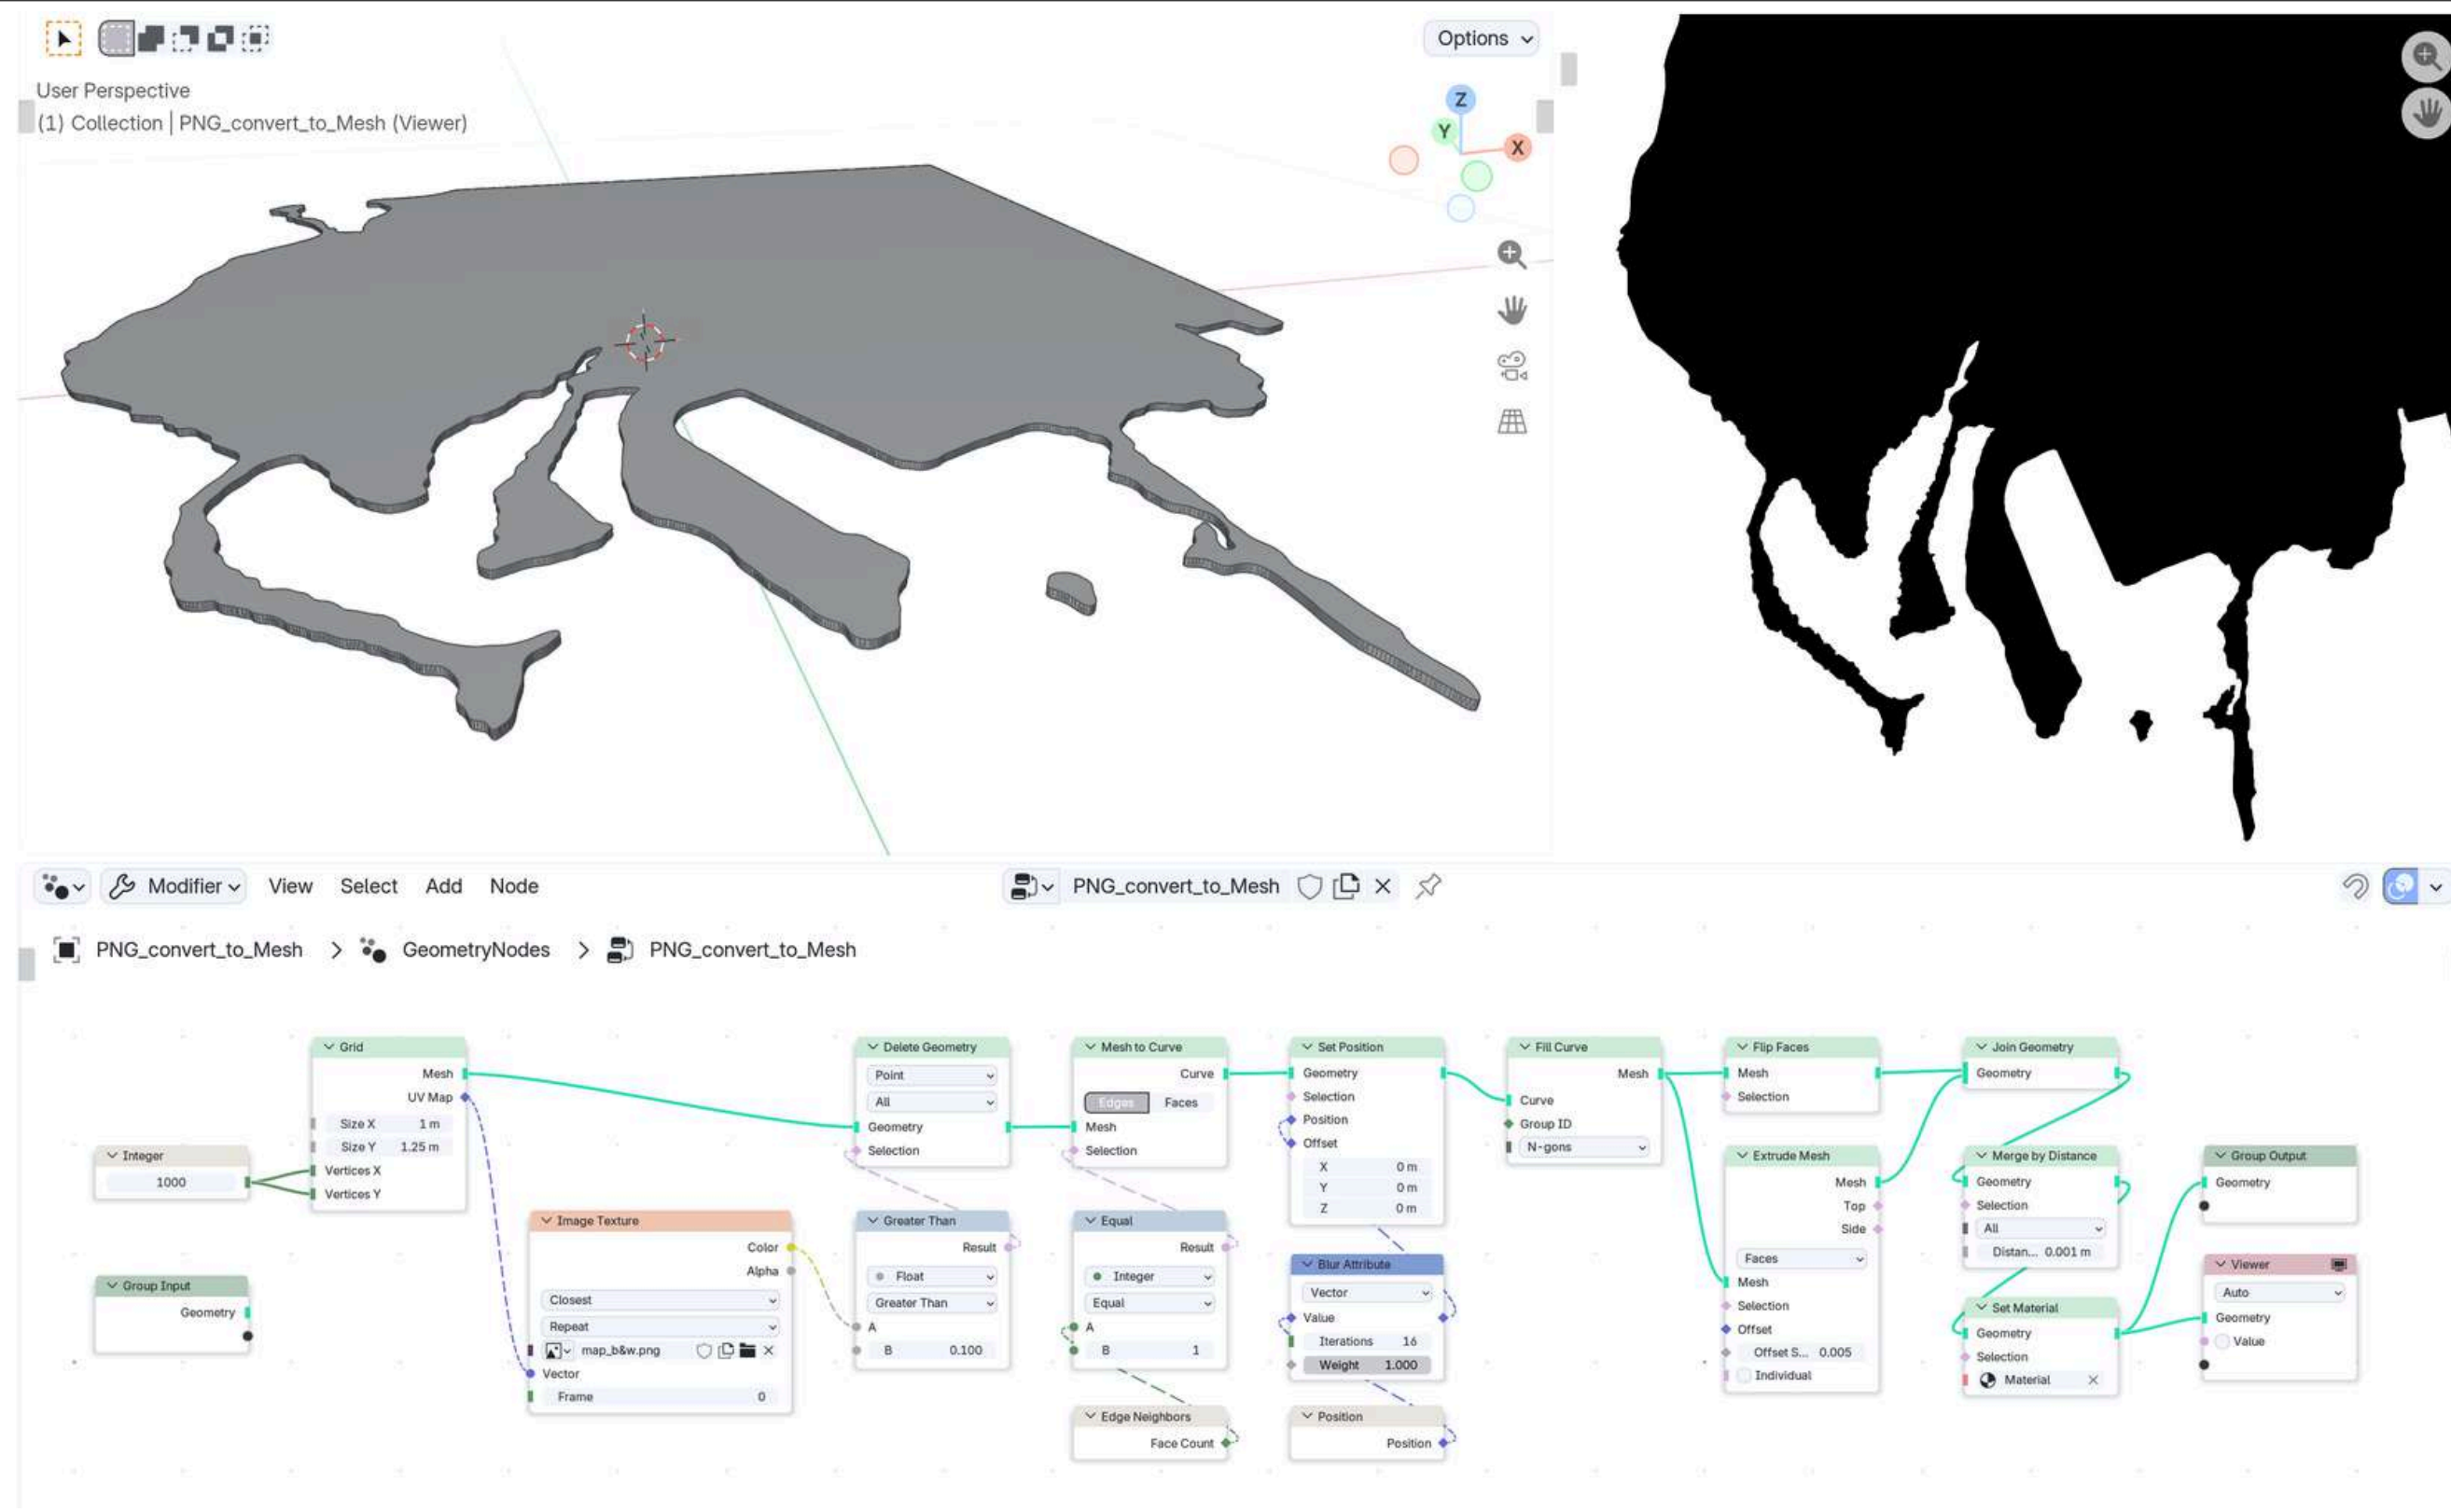 Options
User Perspective
(1) Collection | PNG_convert_to_Mesh (Viewer)
Z
Y
X
Modifier
View
Select
Add
Node
PNG_convert_to_Mesh
PNG_convert_to_Mesh > GeometryNodes > PNG_convert_to_Mesh
Integer
1000
Group Input
Geometry
Grid
Mesh
UV Map
Size X 1 m
Size Y 1.25 m
Vertices X
Vertices Y
Image Texture
Color
Alpha
Closest
Repeat
map_b&w.png
Vector
Frame 0
Delete Geometry
Point
All
Geometry
Selection
Greater Than
Result
Float
Greater Than
A
B 0.100
Mesh to Curve
Curve
Edges Faces
Mesh
Selection
Equal
Result
Integer
Equal
A
B 1
Edge Neighbors
Face Count
Set Position
Geometry
Selection
Position
Offset
X 0 m
Y 0 m
Z 0 m
Blur Attribute
Vector
Value
Iterations 16
Weight 1.000
Position
Position
Fill Curve
Mesh
Curve
Group ID
N-gons
Flip Faces
Mesh
Selection
Extrude Mesh
Mesh
Top
Side
Faces
Mesh
Selection
Offset
Offset S... 0.005
Individual
Join Geometry
Geometry
Merge by Distance
Geometry
Selection
All
Distan... 0.001 m
Set Material
Geometry
Selection
Material
Group Output
Geometry
Viewer
Auto
Geometry
Value